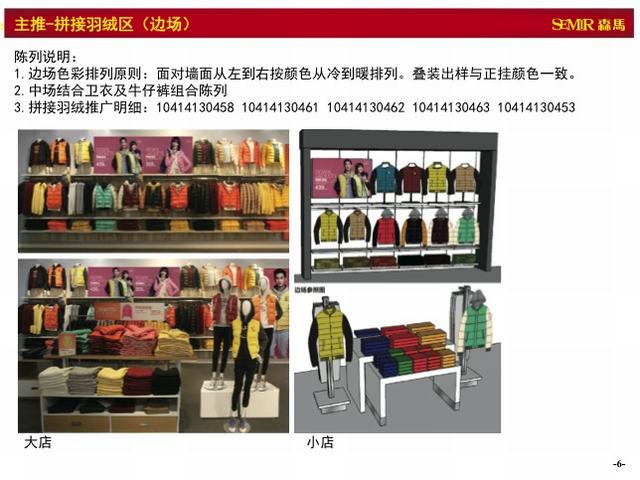 主推-拼接羽绒区（边场）
SEMIR 森馬
陈列说明：
1. 边场色彩排列原则：面对墙面从左到右按颜色从冷到暖排列。叠装出样与正挂颜色一致。
2. 中场结合卫衣及牛仔裤组合陈列
3. 拼接羽绒推广明细：10414130458 10414130461 10414130462 10414130463 10414130453
边场参照图
大店
小店
-6-